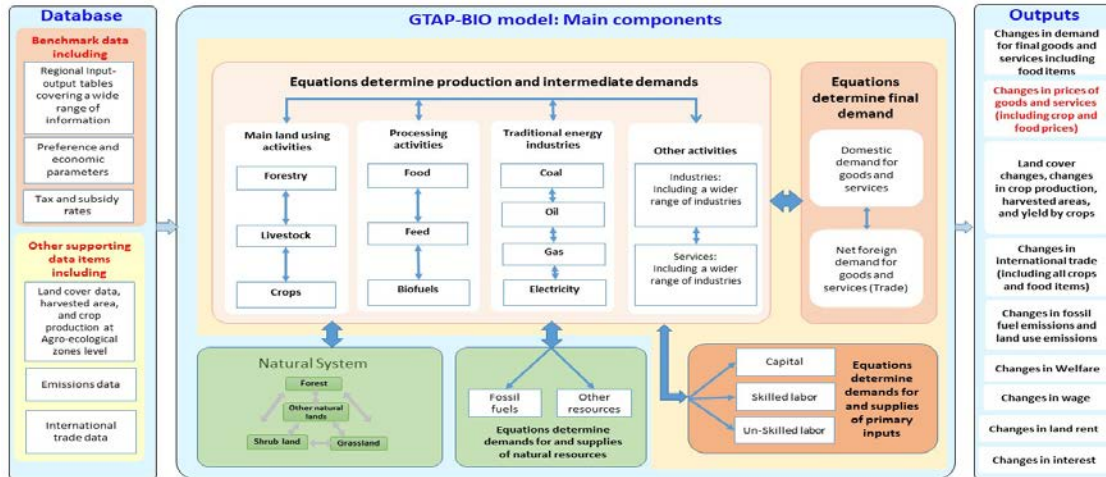 Database
Benchmark data
including
Regional Input-
output tables
covering a wide
range of
information
Preference and
economic
parameters
Tax and subsidy
rates
Other supporting
data items
including
Land cover data,
harvested area,
and crop
production at
Agro-ecological
zones level
Emissions data
International
trade data
GTAP-BIO model: Main components
Equations determine production and intermediate demands
Main land using
activities
Forestry
Livestock
Crops
Processing
activities
Food
Feed
Biofuels
Traditional energy
industries
Coal
Oil
Gas
Electricity
Other activities
Industries:
Including a wider
range of industries
Services:
Including a wider
range of industries
Equations
determine final
demand
Domestic
demand for
goods and
services
Net foreign
demand for
goods and
services (Trade)
Natural System
Forest
Other natural
lands
Shrub land
Grassland
Fossil
fuels
Other
resources
Equations determine
demands for and supplies
of natural resources
Capital
Skilled labor
Un-Skilled labor
Equations
determine
demands for
and supplies
of primary
inputs
Outputs
Changes in demand
for final goods and
services including
food items
Changes in prices of
goods and services
(including crop and
food prices)
Land cover
changes, changes
in crop production,
harvested areas,
and yield by crops
Changes in
international trade
(including all crops
and food items)
Changes in fossil
fuel emissions and
land use emissions
Changes in Welfare
Changes in wage
Changes in land rent
Changes in interest